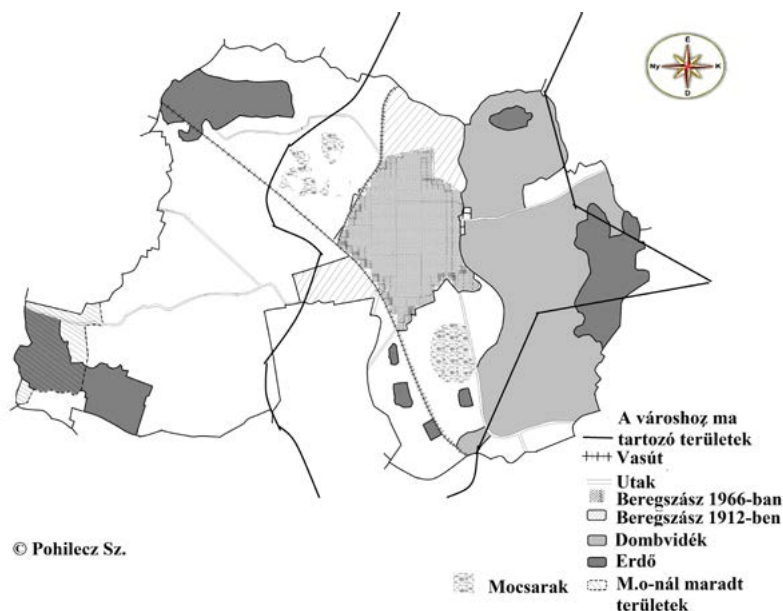 É
Ny K
D
A városhoz ma
tartozó területek
Vasút
Utak
Beregszász 1966-ban
Beregszász 1912-ben
Dombvidék
Erdő
M.o-nál maradt
területek
Mocsarak
© Pohilecz Sz.